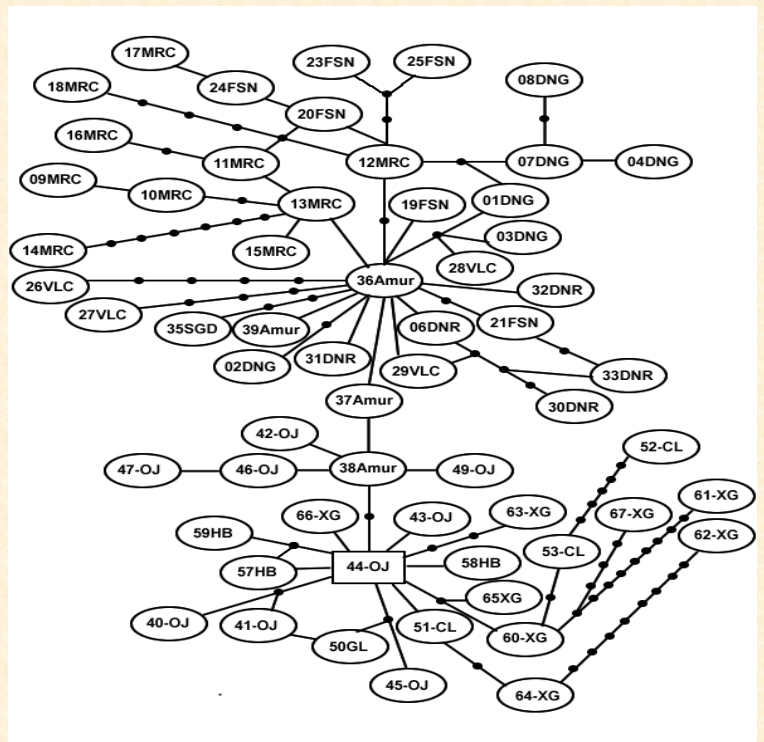 17MRC
23FSN
25FSN
18MRC
24FSN
08DNG
20FSN
16MRC
11MRC
12MRC
07DNG
04DNG
09MRC
10MRC
13MRC
19FSN
01DNG
03DNG
14MRC
15MRC
28VLC
26VLC
36Amur
32DNR
27VLC
35SGD
39Amur
06DNR
21FSN
02DNG
31DNR
29VLC
33DNR
37Amur
30DNR
42-OJ
52-CL
47-OJ
46-OJ
38Amur
49-OJ
61-XG
66-XG
43-OJ
63-XG
67-XG
59HB
62-XG
53-CL
57HB
44-OJ
58HB
65XG
40-OJ
41-OJ
51-CL
60-XG
50GL
45-OJ
64-XG